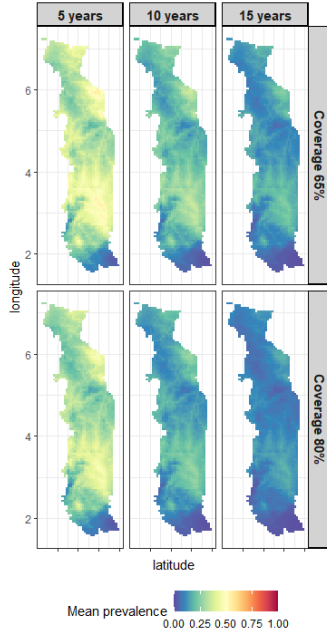 5 years 10 years 15 years
6
4
2
Coverage 65%
longitude
6
4
2
Coverage 80%
latitude
Mean prevalence
0.00 0.25 0.50 0.75 1.00